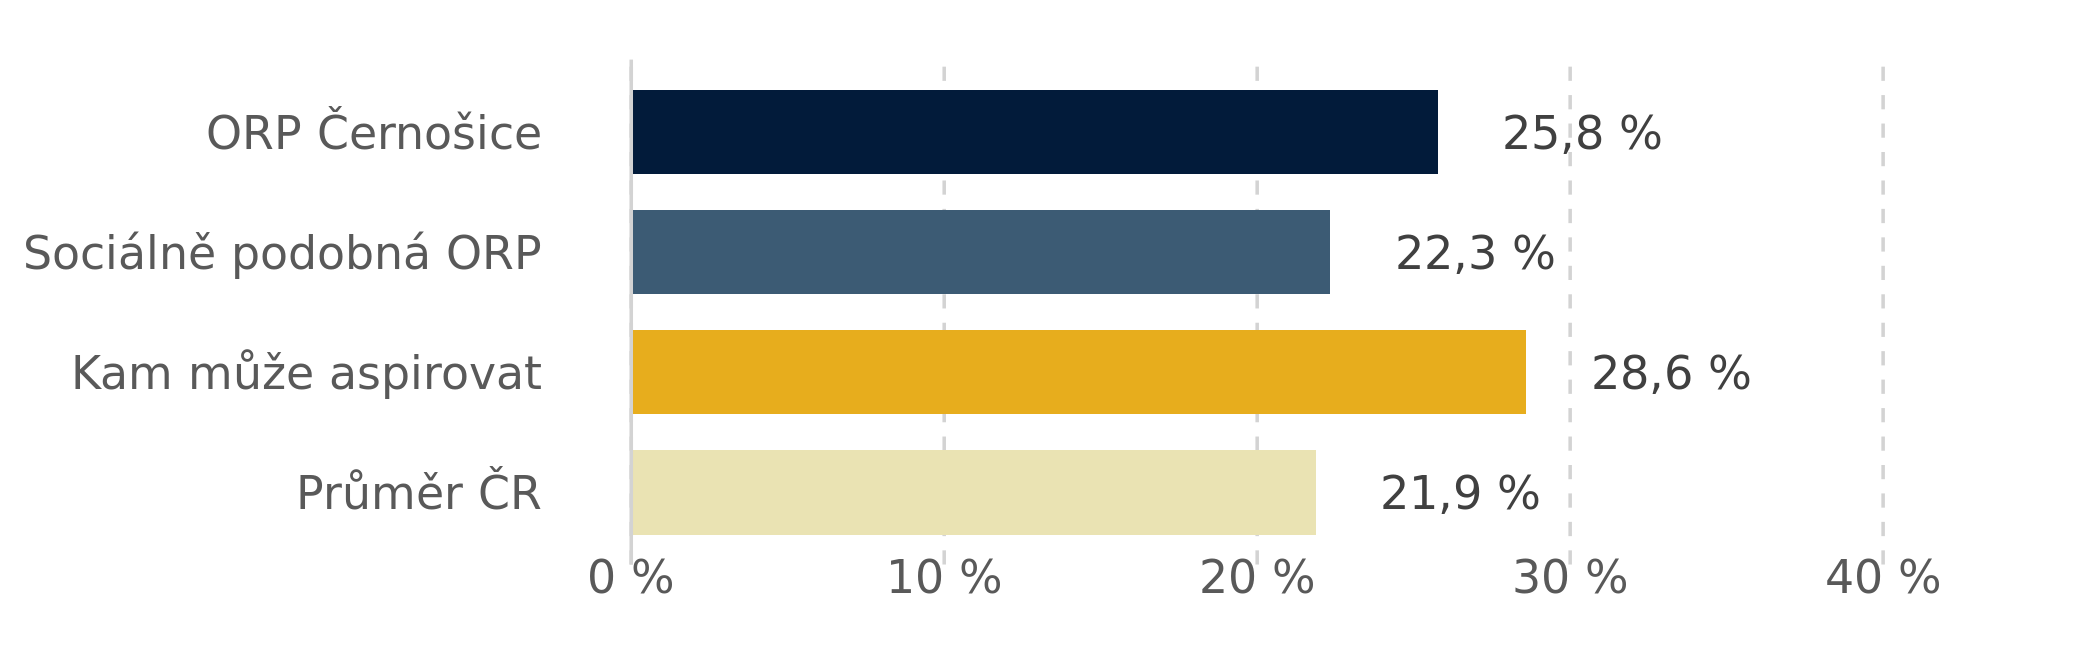 ORP Černošice
25,8 %
Sociálně podobná ORP
22,3 %
Kam může aspirovat
28,6 %
Průměr ČR
21,9 %
0 %
10 %
20 %
30 %
40 %